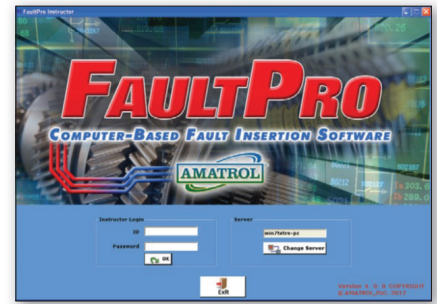 FaultPro Instructor
FAULTPRO
COMPUTER-BASED FAULT INSERTION SOFTWARE
AMATROL
Instructor Login
ID
Password
OK
Server
Change Server
Exit